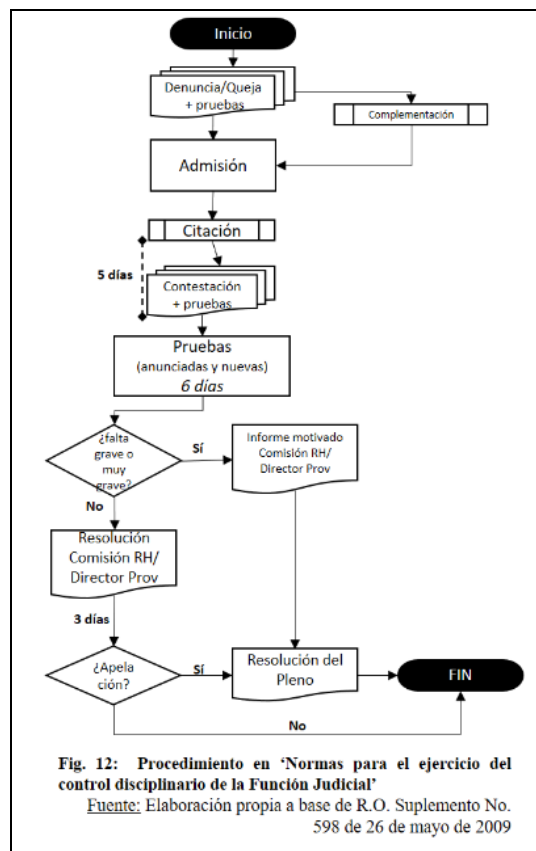 Inicio
Denuncia/Queja
+ pruebas
Complementación
Admisión
Citación
5 días
Contestación
+ pruebas
Pruebas
(anunciadas y nuevas)
6 días
¿falta
grave o
muy
grave?
Sí
Informe motivado
Comisión RH/
Director Prov
No
Resolución
Comisión RH/
Director Prov
3 días
¿Apela
ción?
Sí
Resolución del
Pleno
FIN
No
Fig. 12: Procedimiento en ‘Normas para el ejercicio del
control disciplinario de la Función Judicial’
Fuente: Elaboración propia a base de R.O. Suplemento No.
598 de 26 de mayo de 2009